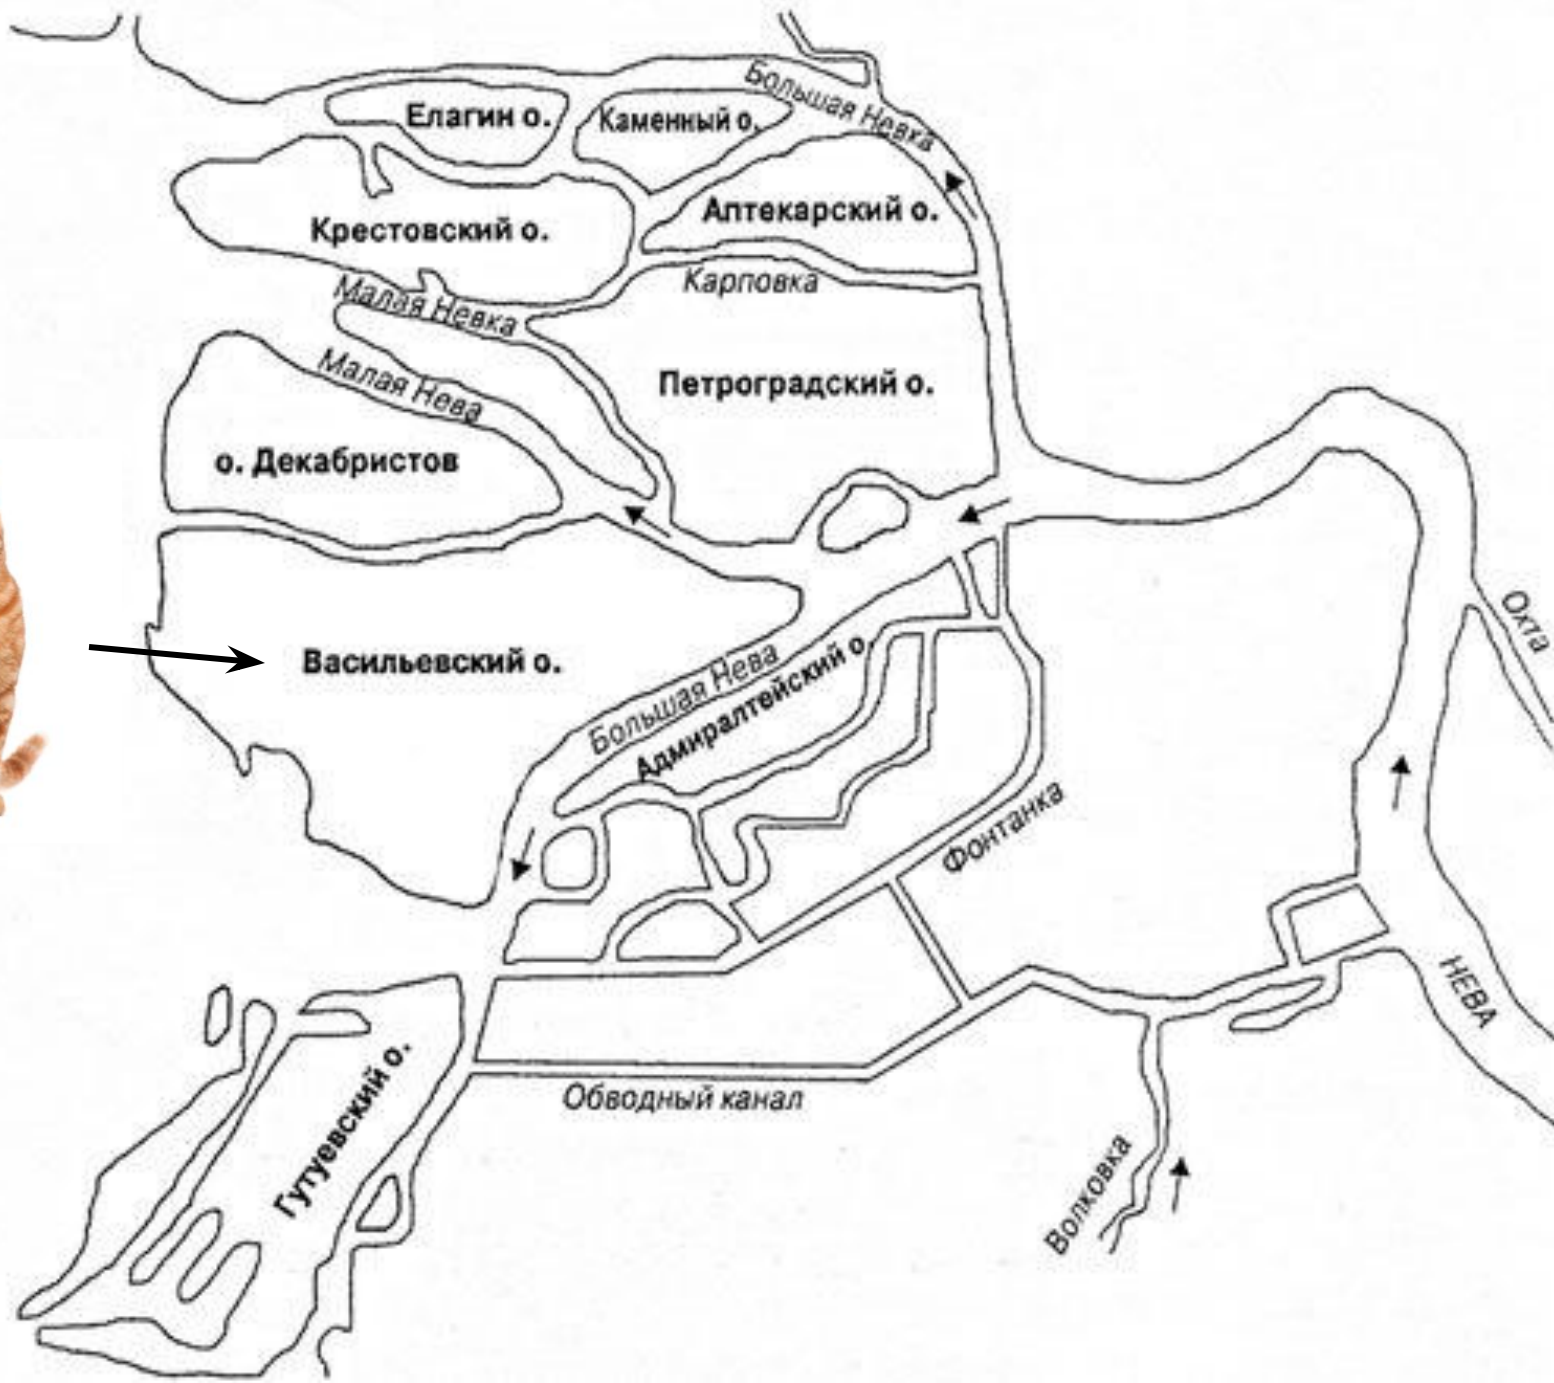 Большая Невка
Елагин о.
Каменный о.
Аптекарский о.
Крестовский о.
Карповка
Малая Невка
Малая Нева
Петроградский о.
о. Декабристов
Охта
Васильевский о.
Большая Нева
Адмиралтейский о.
Фонтанка
НЕВА
Гутуевский о.
Обводный канал
Волковка